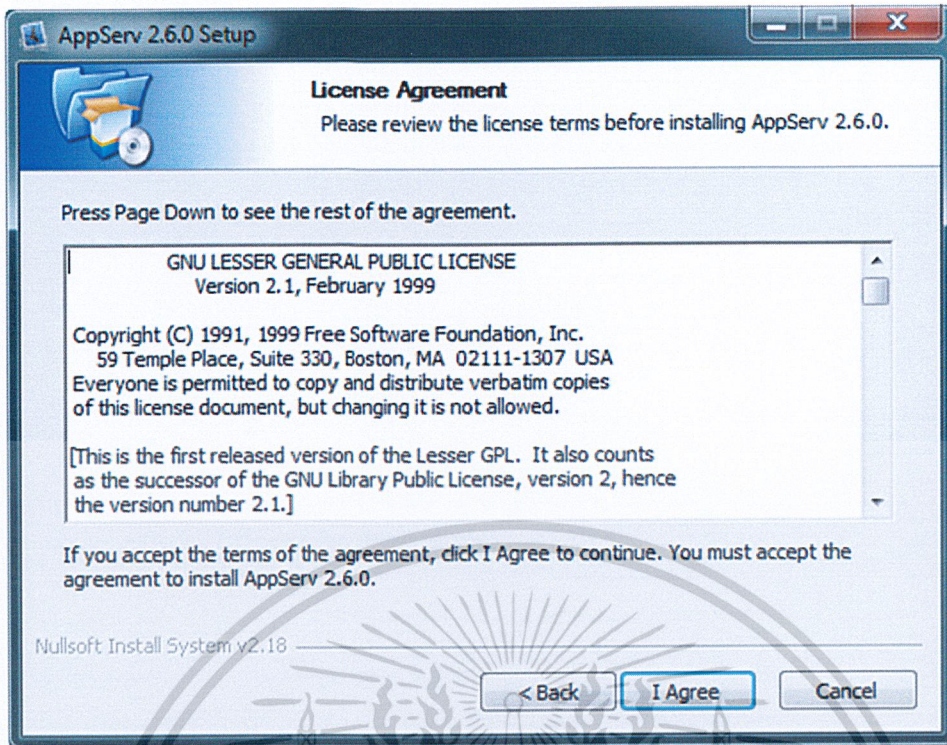 AppServ 2.6.0 Setup
License Agreement
Please review the license terms before installing AppServ 2.6.0.
Press Page Down to see the rest of the agreement.
GNU LESSER GENERAL PUBLIC LICENSE
Version 2.1, February 1999
Copyright (C) 1991, 1999 Free Software Foundation, Inc.
59 Temple Place, Suite 330, Boston, MA 02111-1307 USA
Everyone is permitted to copy and distribute verbatim copies
of this license document, but changing it is not allowed.
[This is the first released version of the Lesser GPL. It also counts
as the successor of the GNU Library Public License, version 2, hence
the version number 2.1.]
If you accept the terms of the agreement, click I Agree to continue. You must accept the
agreement to install AppServ 2.6.0.
Nullsoft Install System v2.18
< Back
I Agree
Cancel